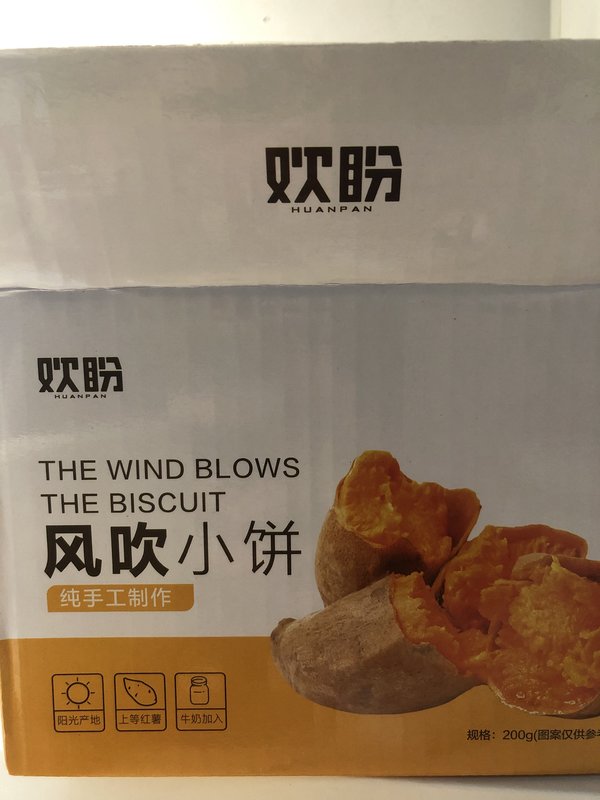 欢盼
HUANPAN
欢盼
HUANPAN
THE WIND BLOWS
THE BISCUIT
风吹小饼
纯手工制作
阳光产地
上等红薯
牛奶加入
规格：200g(图案仅供参考